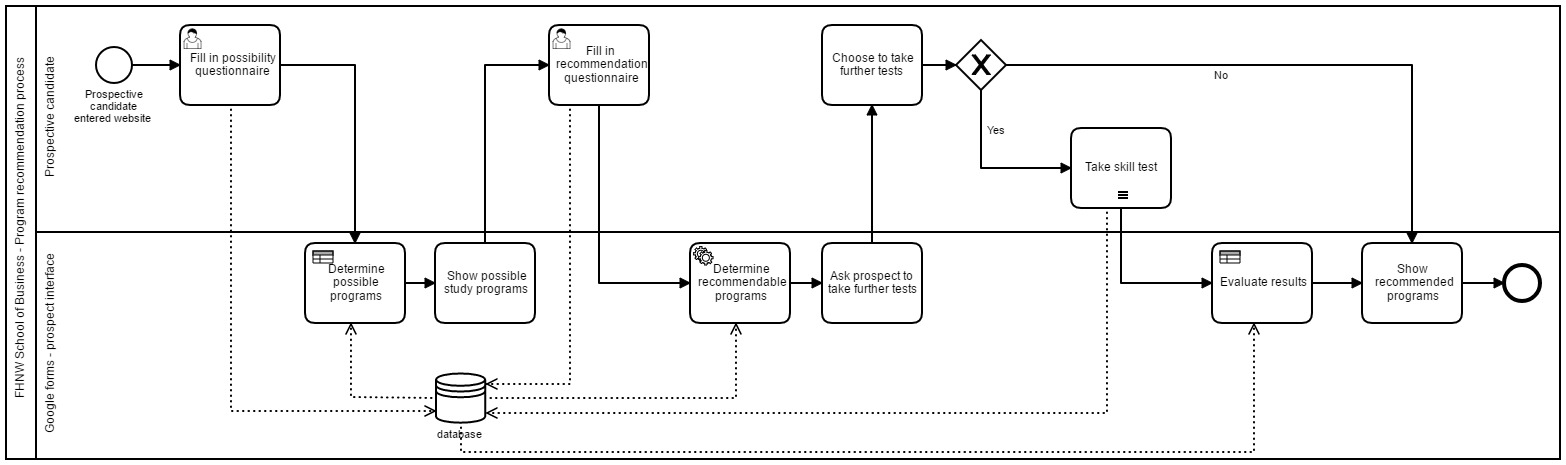 FHNW School of Business - Program recommendation process
Prospective candidate
Prospective
candidate
entered website
Fill in possibility
questionnaire
Fill in
recommendation
questionnaire
Choose to take
further tests
No
Yes
Take skill test
Google forms - prospect interface
Determine
possible
programs
Show possible
study programs
Determine
recommendable
programs
Ask prospect to
take further tests
Evaluate results
Show
recommended
programs
database